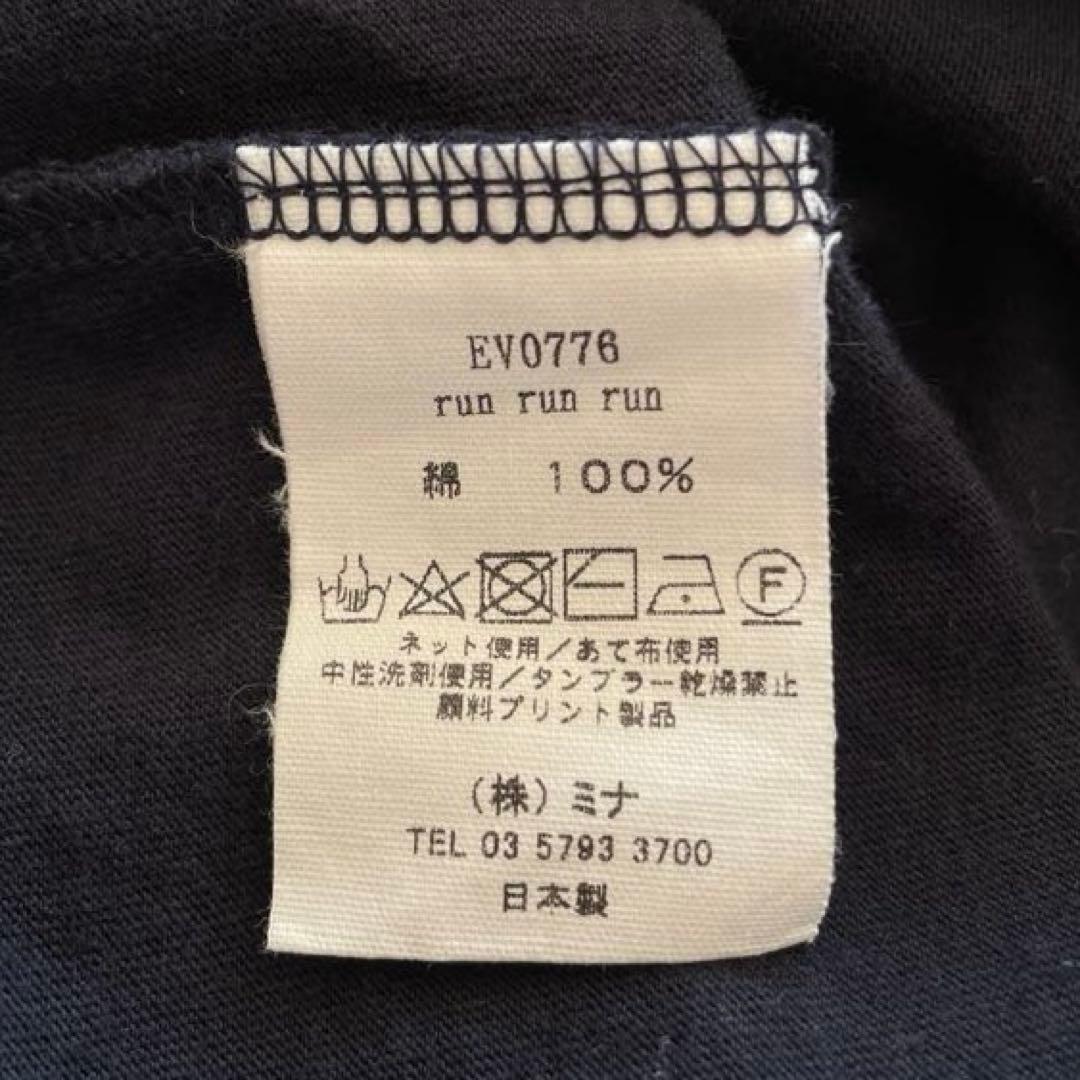 EV0776
run run run
綿 100%
F
ネット使用/あて布使用
中性洗剤使用/タンブラー乾燥禁止
顔料プリント製品
(株)ミナ
TEL 03 5793 3700
日本製